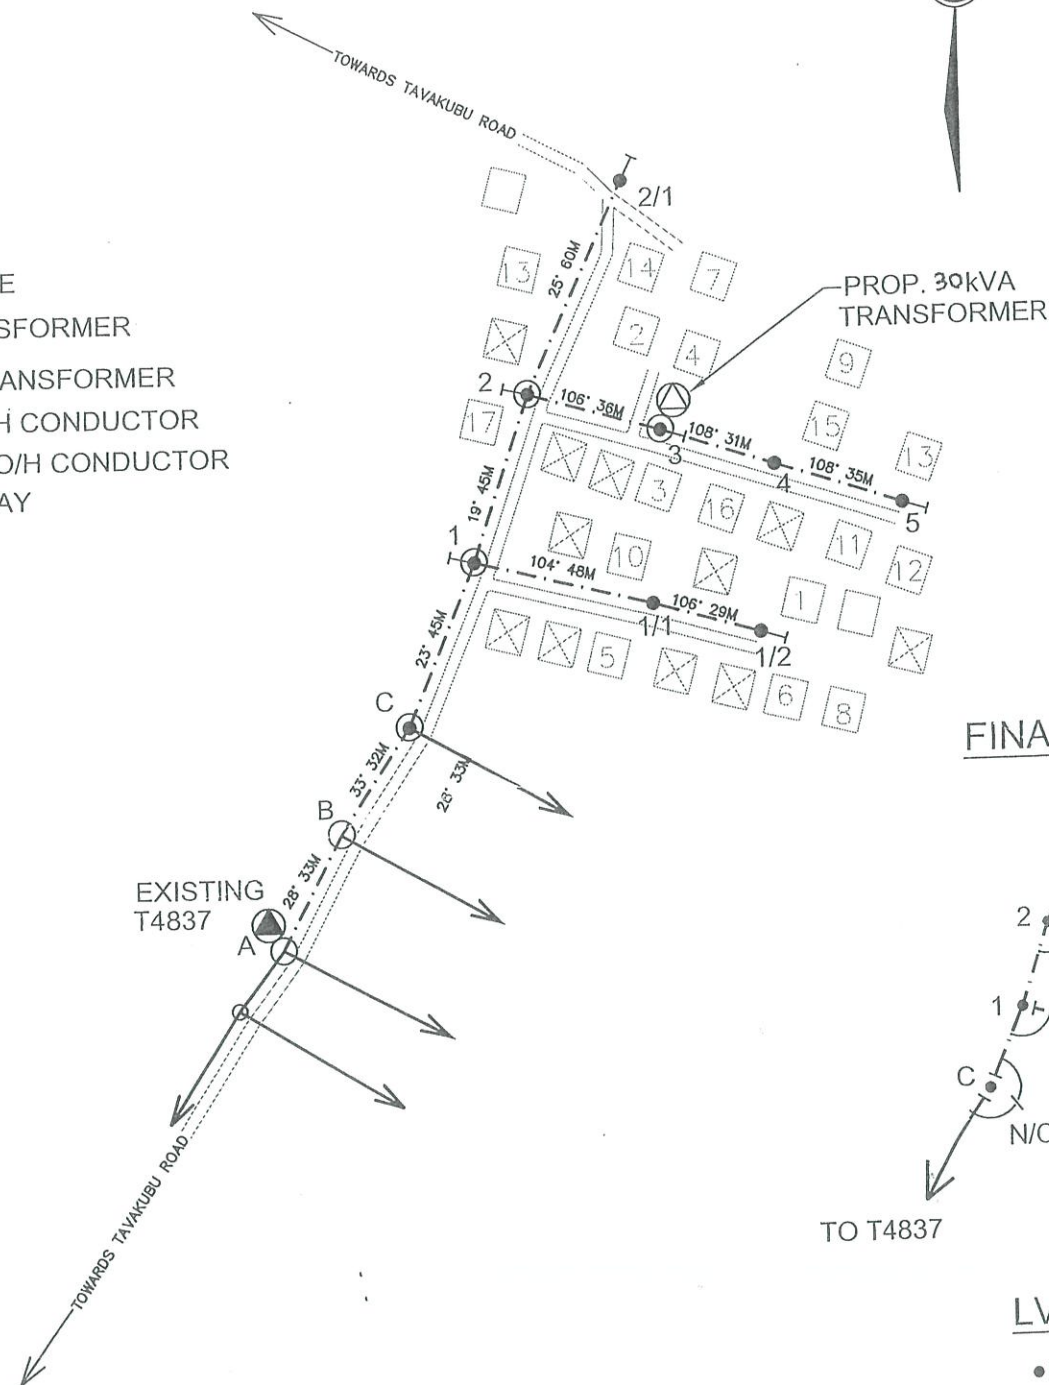 TOWARDS TAVAKUBU ROAD
2/1
25° 60M
13
14
7
PROP. 30kVA
TRANSFORMER
E
SFORMER
ANSFORMER
H CONDUCTOR
O/H CONDUCTOR
AY
2
4
9
2
17
106° 36M
3
108° 31M
4
108° 35M
5
15
13
19° 45M
3
16
11
12
1
10
104° 48M
1/1
106° 29M
1/2
1
5
6
8
23° 45M
C
33° 32M
28° 33M
B
28° 33M
EXISTING
T4837
A
TOWARDS TAVAKUBU ROAD
FINA
2
1
C
N/O
TO T4837
LV